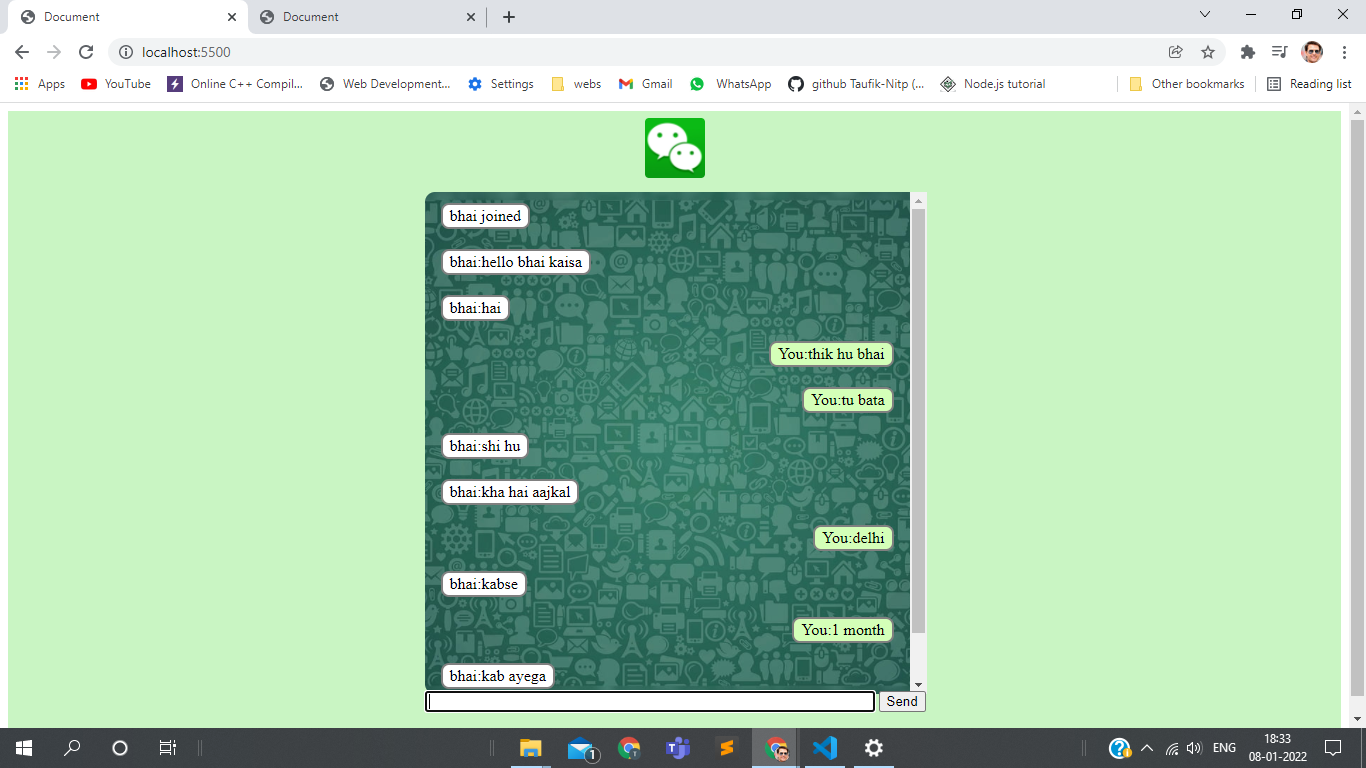 Document
Document
localhost:5500
Apps
YouTube
Online C++ Compil...
Web Development...
Settings
webs
Gmail
WhatsApp
github Taufik-Nitp (...
Node.js tutorial
Other bookmarks
Reading list
bhai joined
bhai:hello bhai kaisa
bhai:hai
You:thik hu bhai
You:tu bata
bhai:shi hu
bhai:kha hai aajkal
You:delhi
bhai:kabse
You:1 month
bhai:kab ayega
Send
1
ENG
18:33
08-01-2022